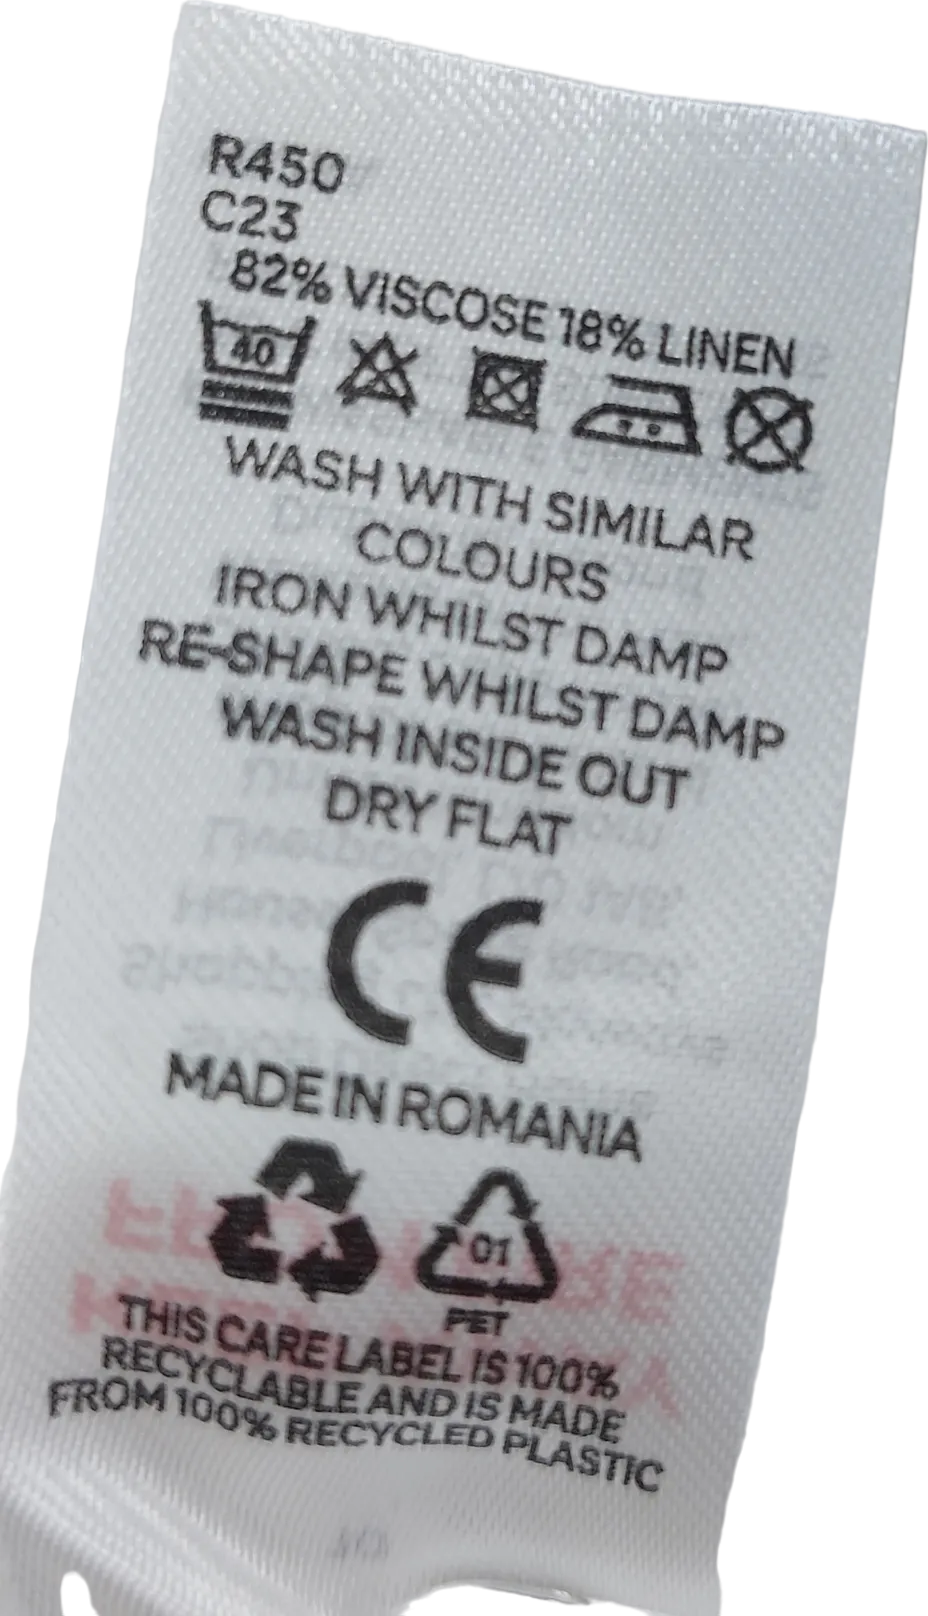 R450
C23
82% VISCOSE 18% LINEN
40
WASH WITH SIMILAR
COLOURS
IRON WHILST DAMP
RE-SHAPE WHILST DAMP
WASH INSIDE OUT
DRY FLAT
CE
MADE IN ROMANIA
01
PET
THIS CARE LABEL IS 100%
RECYCLABLE AND IS MADE
FROM 100% RECYCLED PLASTIC